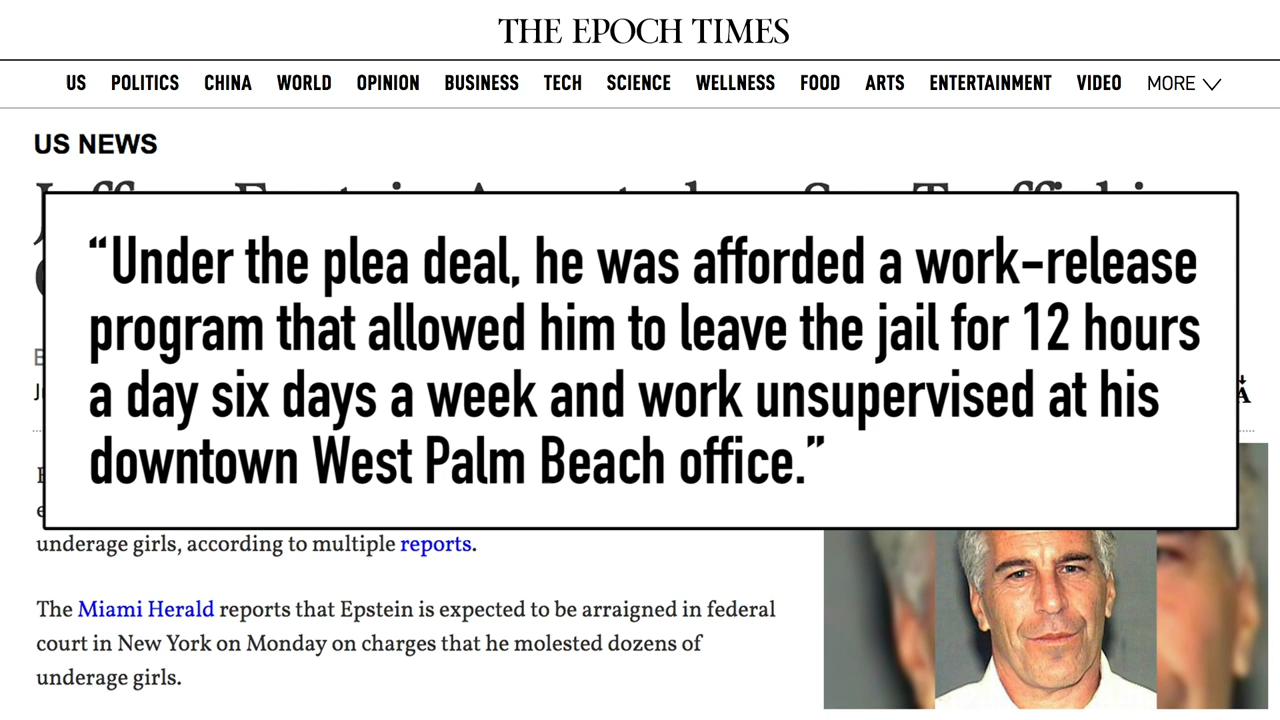 THE EPOCH TIMES
US POLITICS CHINA WORLD OPINION BUSINESS TECH SCIENCE WELLNESS FOOD ARTS ENTERTAINMENT VIDEO MORE
US NEWS
“Under the plea deal, he was afforded a work-release
program that allowed him to leave the jail for 12 hours
a day six days a week and work unsupervised at his
downtown West Palm Beach office.”
underage girls, according to multiple reports.
The Miami Herald reports that Epstein is expected to be arraigned in federal
court in New York on Monday on charges that he molested dozens of
underage girls.